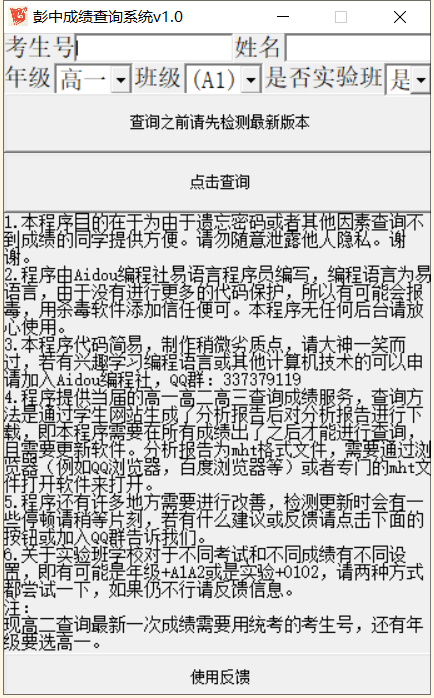 彭中成绩查询系统v1.0
考生号 姓名
年级 高一 班级 (A1) 是否实验班 是
查询之前请先检测最新版本
点击查询
1.本程序目的在于为由于遗忘密码或者其他因素查询不
到成绩的同学提供方便。请勿随意泄露他人隐私。谢
谢。
2.程序由Aidou编程社易语言程序员编写，编程语言为易
语言，由于没有进行更多的代码保护，所以有可能会报
毒，用杀毒软件添加信任便可。本程序无任何后台请放
心使用。
3.本程序代码简易，制作稍微劣质点，请大神一笑而
过，若有兴趣学习编程语言或其他计算机技术的可以申
请加入Aidou编程社，QQ群：337379119
4.程序提供当届的高一高二高三查询成绩服务，查询方
法是通过学生网站生成了分析报告后对分析报告进行下
载，即本程序需要在所有成绩出了之后才能进行查询，
且需要更新软件。分析报告为mht格式文件，需要通过浏
览器（例如QQ浏览器，百度浏览器等）或者专门的mht文
件打开软件来打开。
5.程序还有许多地方需要进行改善，检测更新时会有一
些停顿请稍等片刻，若有什么建议或反馈请点击下面的
按钮或加入QQ群告诉我们。
6.关于实验班学校对于不同考试和不同成绩有不同设
置，即有可能是年级+A1A2或是实验+0102，请两种方式
都尝试一下，如果仍不行请反馈信息。
注：
现高二查询最新一次成绩需要用统考的考生号，还有年
级要选高一。
使用反馈